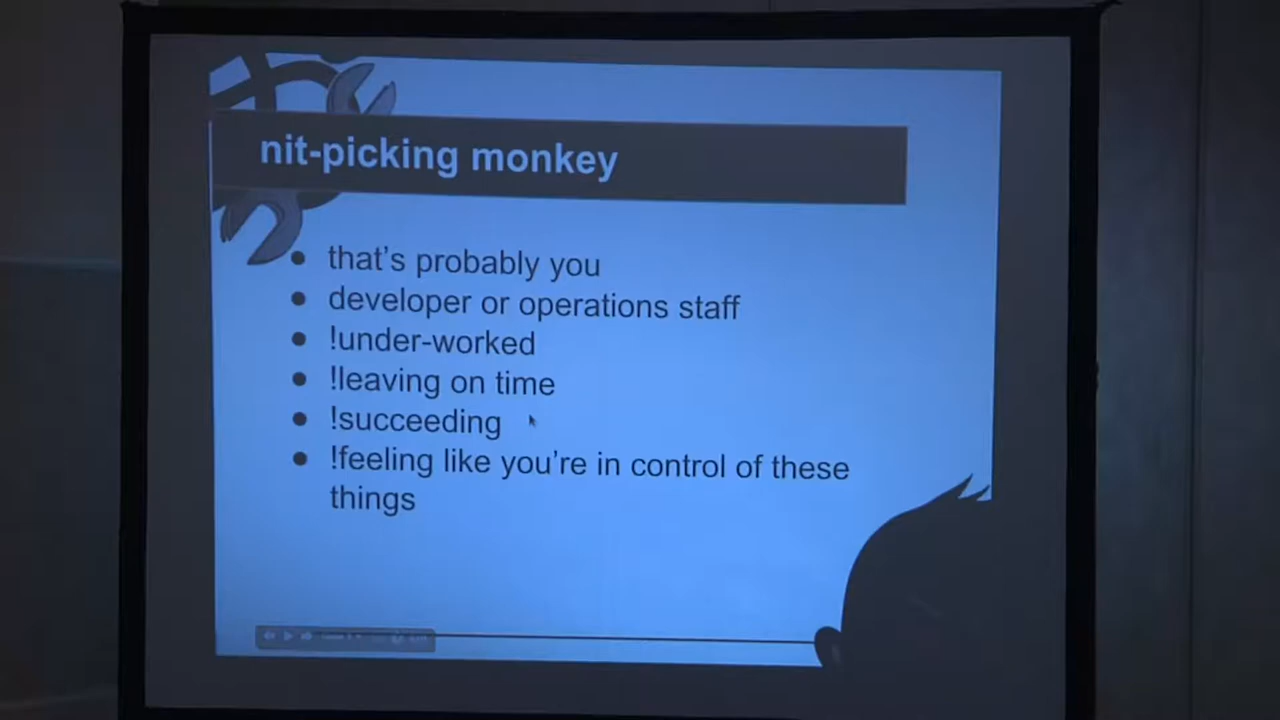 nit-picking monkey
that's probably you
developer or operations staff
!under-worked
!leaving on time
!succeeding
!feeling like you're in control of these
things